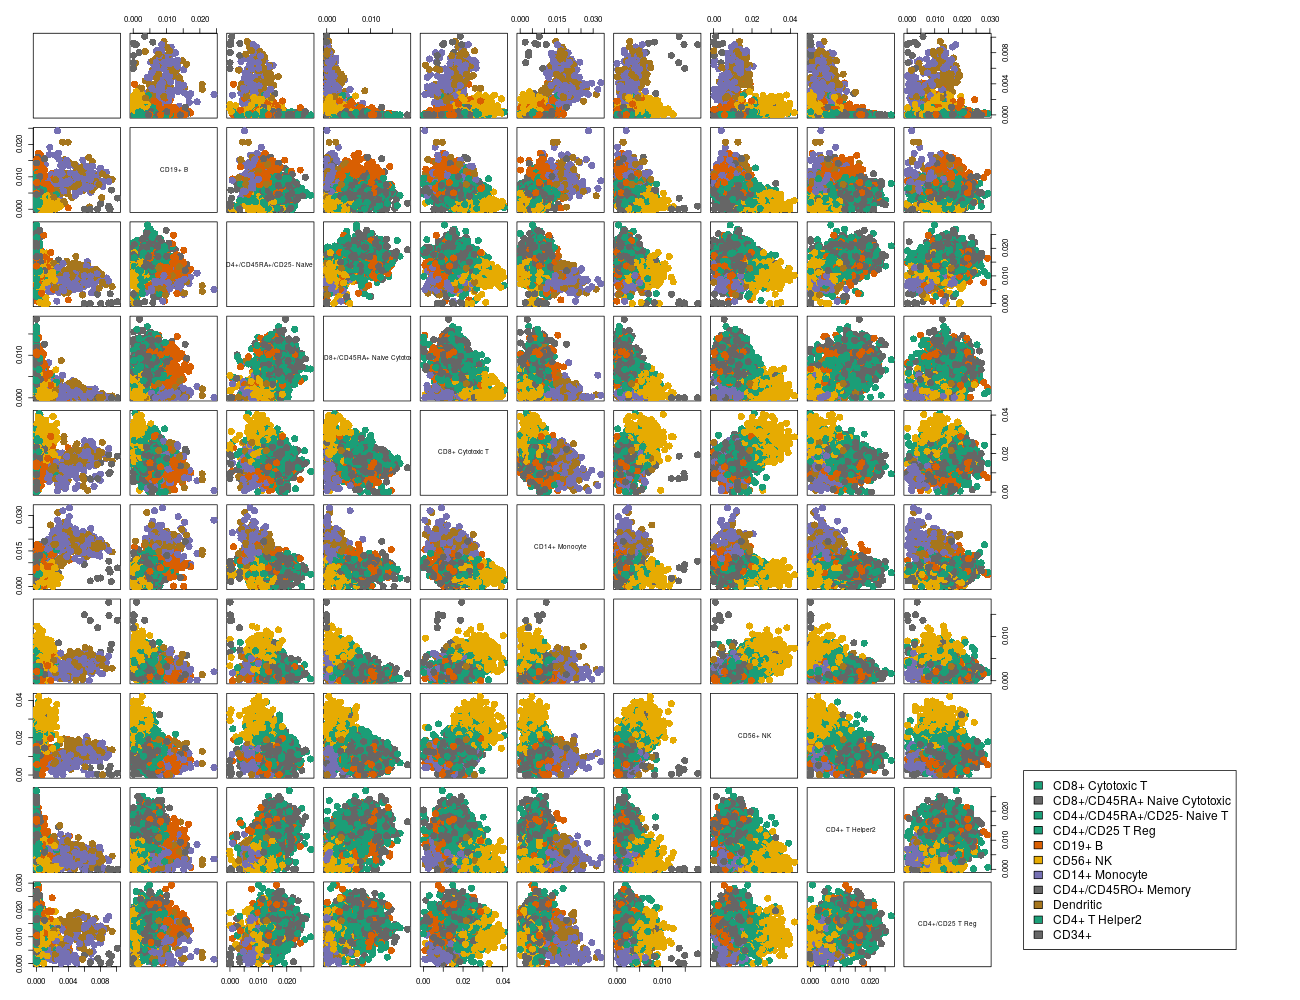 0.000 0.010 0.020
0.000 0.010
0.000 0.015 0.030
0.00 0.02 0.04
0.000 0.010 0.020 0.030
0.000 0.004 0.008
0.000 0.010 0.020
CD19+ B
D4+/CD45RA+/CD25- Naive
0.000 0.010 0.020
0.000 0.010
D8+/CD45RA+ Naive Cytoto
CD8+ Cytotoxic T
0.00 0.02 0.04
0.000 0.015 0.030
CD14+ Monocyte
0.000 0.010
0.00 0.02 0.04
CD56+ NK
CD4+ T Helper2
0.000 0.010 0.020
0.000 0.010 0.020 0.030
CD4+/CD25 T Reg
0.000 0.004 0.008
0.000 0.010 0.020
0.00 0.02 0.04
0.000 0.010
0.000 0.010 0.020
CD8+ Cytotoxic T
CD8+/CD45RA+ Naive Cytotoxic
CD4+/CD45RA+/CD25- Naive T
CD4+/CD25 T Reg
CD19+ B
CD56+ NK
CD14+ Monocyte
CD4+/CD45RO+ Memory
Dendritic
CD4+ T Helper2
CD34+